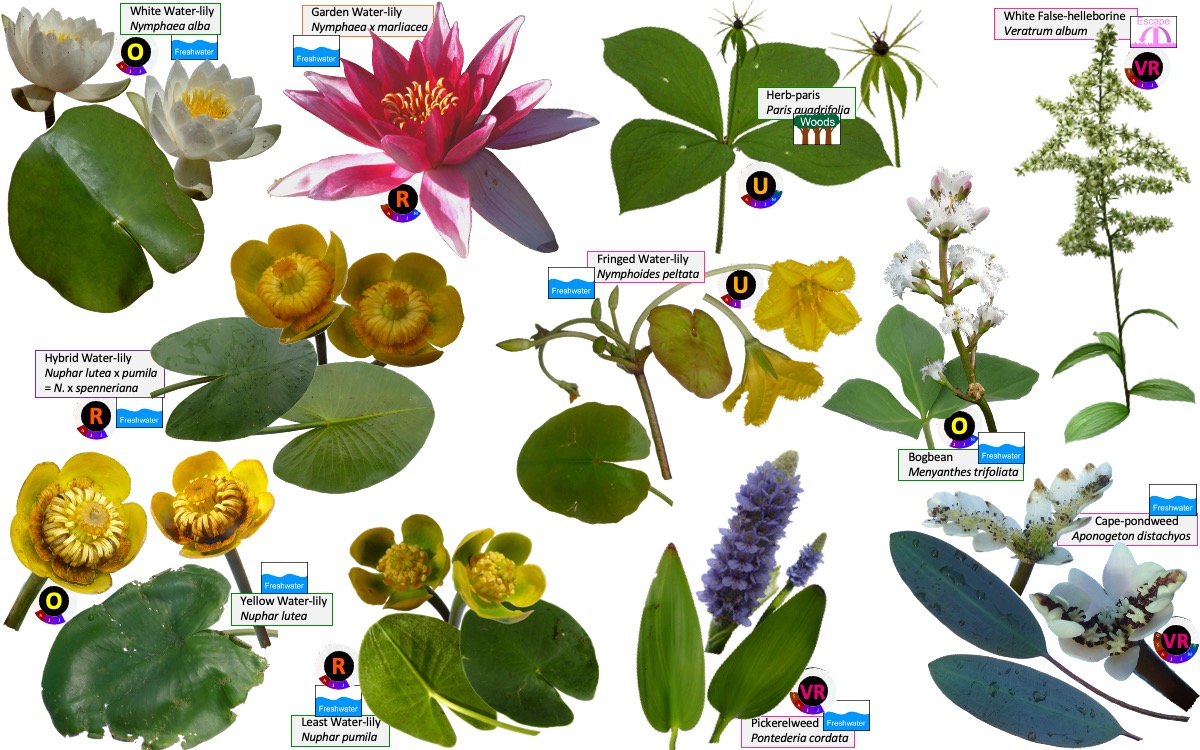 White Water-lily
Nymphaea alba
O
Freshwater
Garden Water-lily
Nymphaea x marliacea
Freshwater
R
Herb-paris
Paris quadrifolia
Woods
U
White False-helleborine
Veratrum album
Escape
VR
Fringed Water-lily
Nymphoides peltata
Freshwater
U
Hybrid Water-lily
Nuphar lutea x pumila
= N. x spenneriana
R
Freshwater
O
Freshwater
Bogbean
Menyanthes trifoliata
Freshwater
Cape-pondweed
Aponogeton distachyos
VR
O
Freshwater
Yellow Water-lily
Nuphar lutea
R
Freshwater
Least Water-lily
Nuphar pumila
VR
Pickerelweed
Freshwater
Pontederia cordata